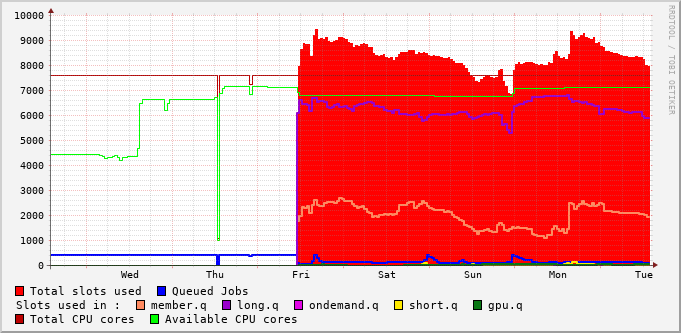 10000
9000
8000
7000
6000
5000
4000
3000
2000
1000
0
Wed Thu Fri Sat Sun Mon Tue
RRDTOOL / TOBI OETIKER
Total slots used Queued Jobs
Slots used in : member.q long.q ondemand.q short.q gpu.q
Total CPU cores Available CPU cores